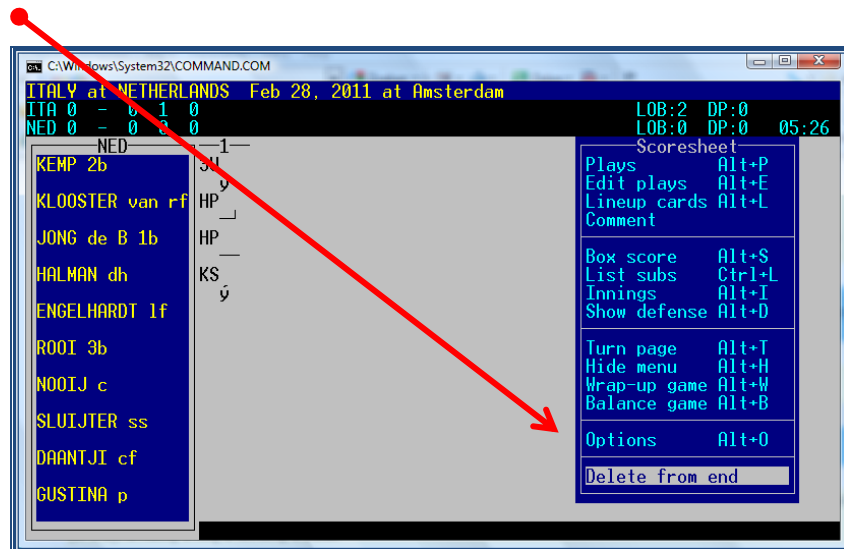 C:\Windows\System32\COMMAND.COM
ITALY at NETHERLANDS Feb 28, 2011 at Amsterdam
ITA 0 - 0 1 0 LOB:2 DP:0
NED 0 - 0 0 0 LOB:0 DP:0 05:26
NED
1
KEMP 2b
KLOOSTER van rf HP
JONG de B 1b HP
HALMAN dh KS
ý
ENGELHARDT lf
ROOI 3b
NOOIJ c
SLUIJTER ss
DAANTJI cf
GUSTINA p
Scoresheet
Plays Alt+P
Edit plays Alt+E
Lineup cards Alt+L
Comment
Box score Alt+S
List subs Ctrl+L
Innings Alt+I
Show defense Alt+D
Turn page Alt+T
Hide menu Alt+H
Wrap-up game Alt+W
Balance game Alt+B
Options Alt+O
Delete from end